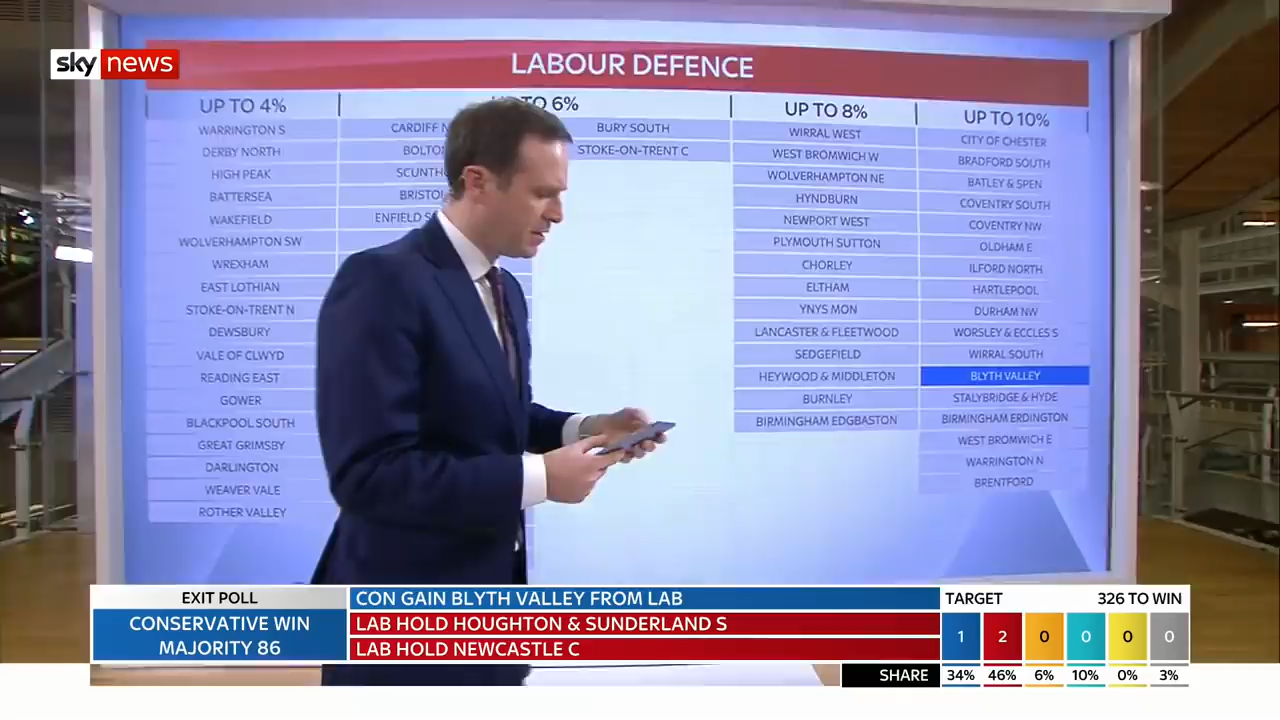 sky news
LABOUR DEFENCE
UP TO 4%
WARRINGTON S
DERBY NORTH
HIGH PEAK
BATTERSEA
WAKEFIELD
WOLVERHAMPTON SW
WREXHAM
EAST LOTHIAN
STOKE-ON-TRENT N
DEWSBURY
VALE OF CLWYD
READING EAST
GOWER
BLACKPOOL SOUTH
GREAT GRIMSBY
DARLINGTON
WEAVER VALE
ROTHER VALLEY
TO 6%
CARDIFF
BURY SOUTH
STOKE-ON-TRENT C
ENFIELD
UP TO 8%
WIRRAL WEST
WEST BROMWICH W
WOLVERHAMPTON NE
HYNDBURN
NEWPORT WEST
PLYMOUTH SUTTON
CHORLEY
ELTHAM
YNYS MON
LANCASTER & FLEETWOOD
SEDGEFIELD
HEYWOOD & MIDDLETON
BURNLEY
BIRMINGHAM EDGBASTON
UP TO 10%
CITY OF CHESTER
BRADFORD SOUTH
BATLEY & SPEN
COVENTRY SOUTH
COVENTRY NW
OLDHAM E
ILFORD NORTH
HARTLEPOOL
DURHAM NW
WORSLEY & ECCLES S
WIRRAL SOUTH
BLYTH VALLEY
STALYBRIDGE & HYDE
BIRMINGHAM ERDINGTON
WEST BROMWICH E
WARRINGTON N
BRENTFORD
EXIT POLL
CONSERVATIVE WIN
MAJORITY 86
CON GAIN BLYTH VALLEY FROM LAB
LAB HOLD HOUGHTON & SUNDERLAND S
LAB HOLD NEWCASTLE C
TARGET 326 TO WIN
1 2 0 0 0 0
SHARE 34% 46% 6% 10% 0% 3%